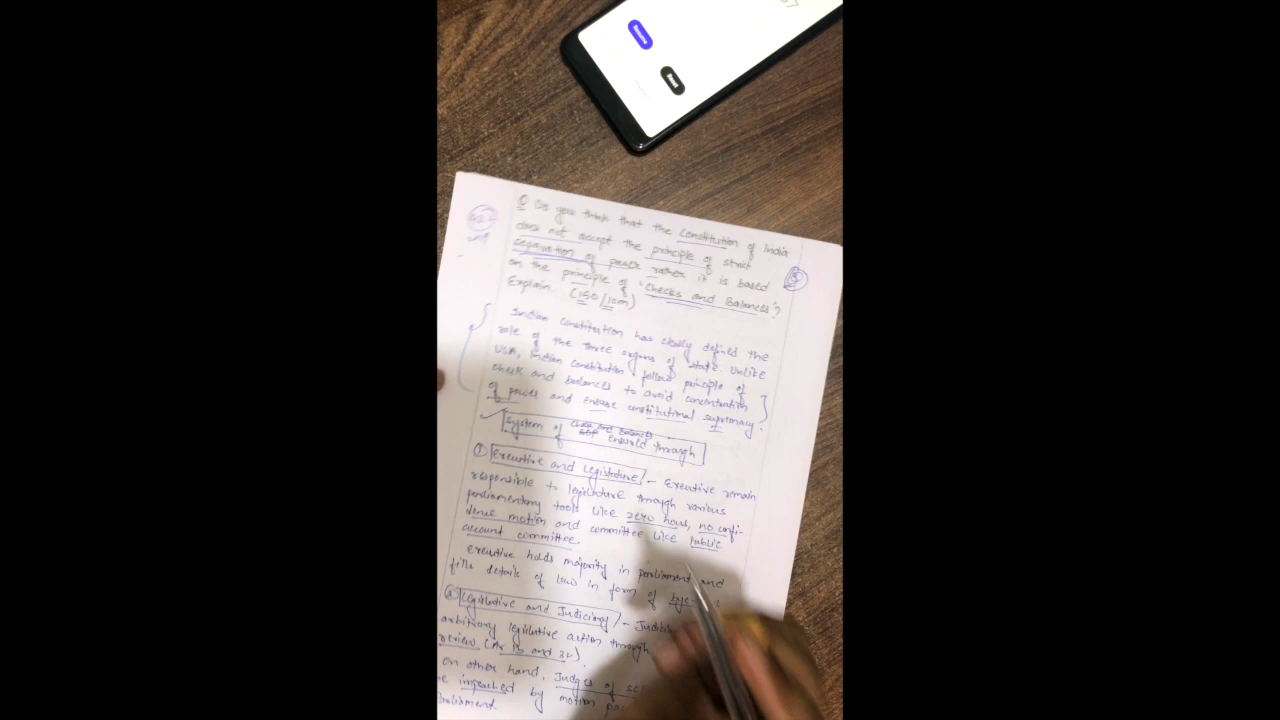 Q Do you think that the Constitution of India
does not accept the principle of strict
separation of power rather it is based
on the principle of 'Checks and Balances'?
Explain. (150/10m)
Indian constitution has clearly defined the
role of the three organs of state. Unlike
USA, Indian constitution follow principle of
check and balances to avoid concentration
of power and ensure constitutional supremacy.
System of check and balances ensured through
① Executive and Legislature - Executive remain
responsible to legislature through various
parliamentary tools like zero hour, no confi-
dence motion and committee like public
account committee.
executive holds majority in parliament and
fills details of law in form of
② Legislative and Judiciary -
arbitrary legislative action through
review (Ar 13 and 32).
on other hand, Judges of SC
impeached by motion
Parliament.